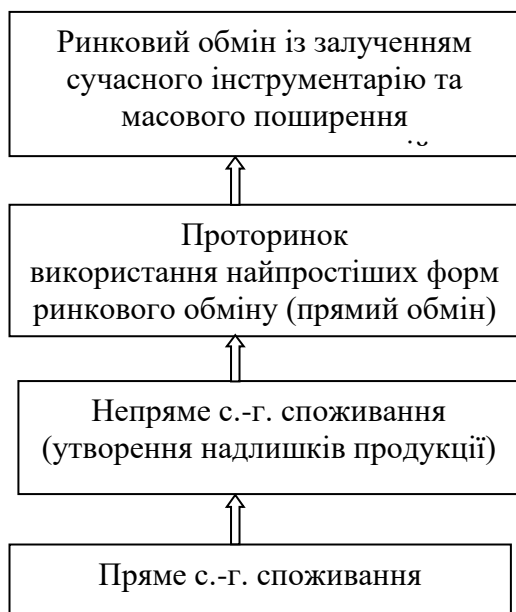 Ринковий обмін із залученням
сучасного інструментарію та
масового поширення
Проторинок
використання найпростіших форм
ринкового обміну (прямий обмін)
Непряме с.-г. споживання
(утворення надлишків продукції)
Пряме с.-г. споживання